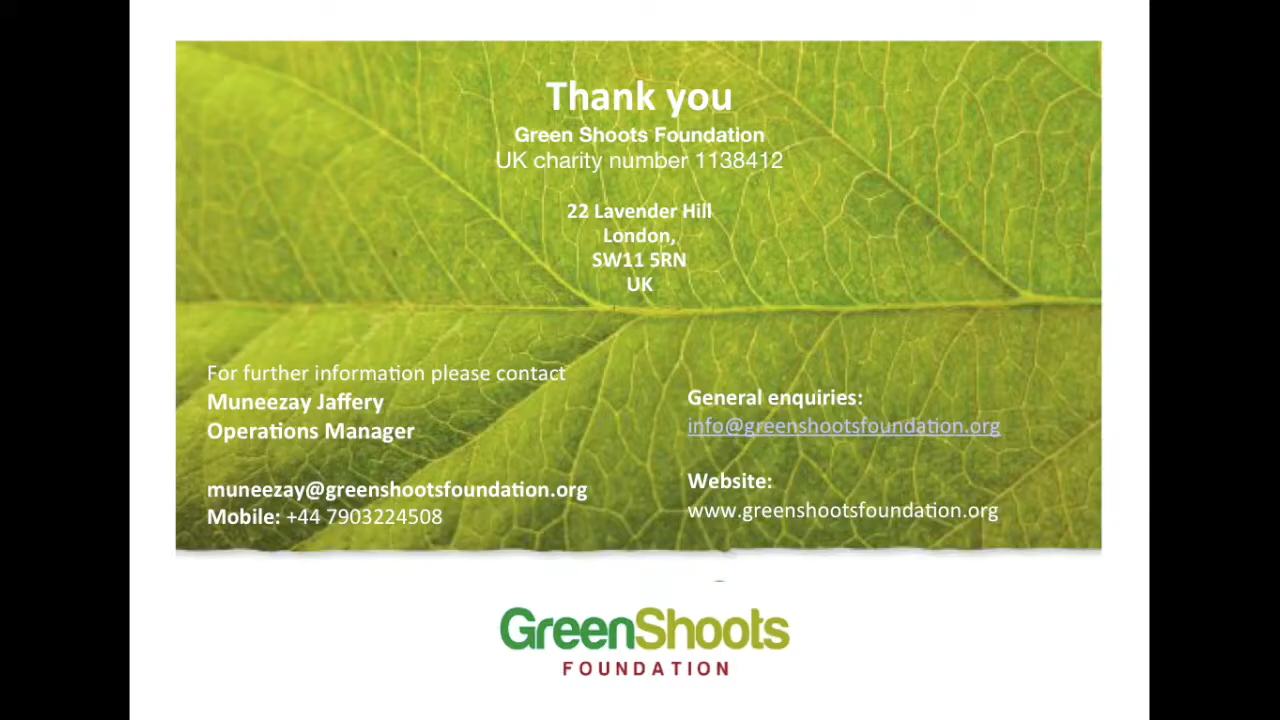 Thank you
Green Shoots Foundation
UK charity number 1138412
22 Lavender Hill
London,
SW11 5RN
UK
For further information please contact
Muneezay Jaffery
Operations Manager
muneezay@greenshootsfoundation.org
Mobile: +44 7903224508
General enquiries:
info@greenshootsfoundation.org
Website:
www.greenshootsfoundation.org
GreenShoots
FOUNDATION